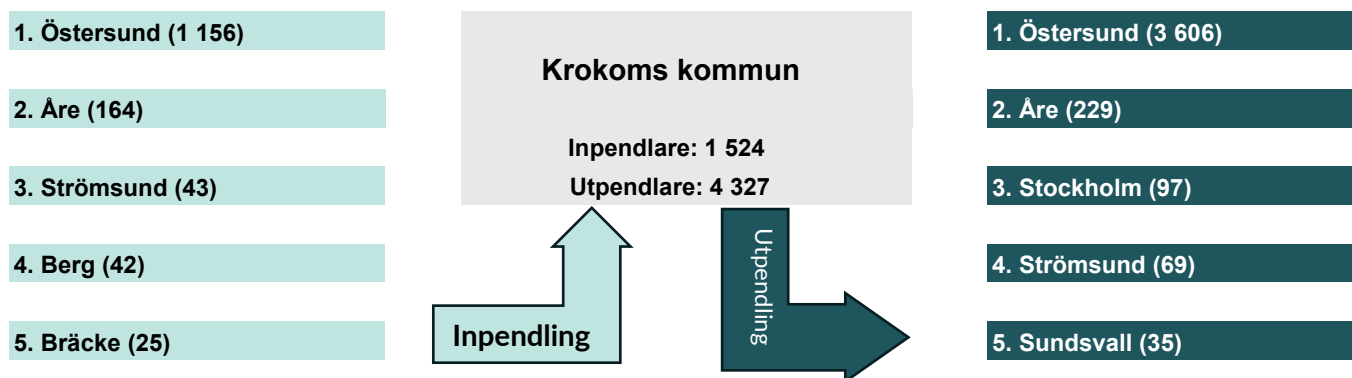 1. Östersund (1 156)
2. Åre (164)
3. Strömsund (43)
4. Berg (42)
5. Bräcke (25)
Krokoms kommun
Inpendlare: 1 524
Utpendlare: 4 327
Inpendling
Utpendling
1. Östersund (3 606)
2. Åre (229)
3. Stockholm (97)
4. Strömsund (69)
5. Sundsvall (35)